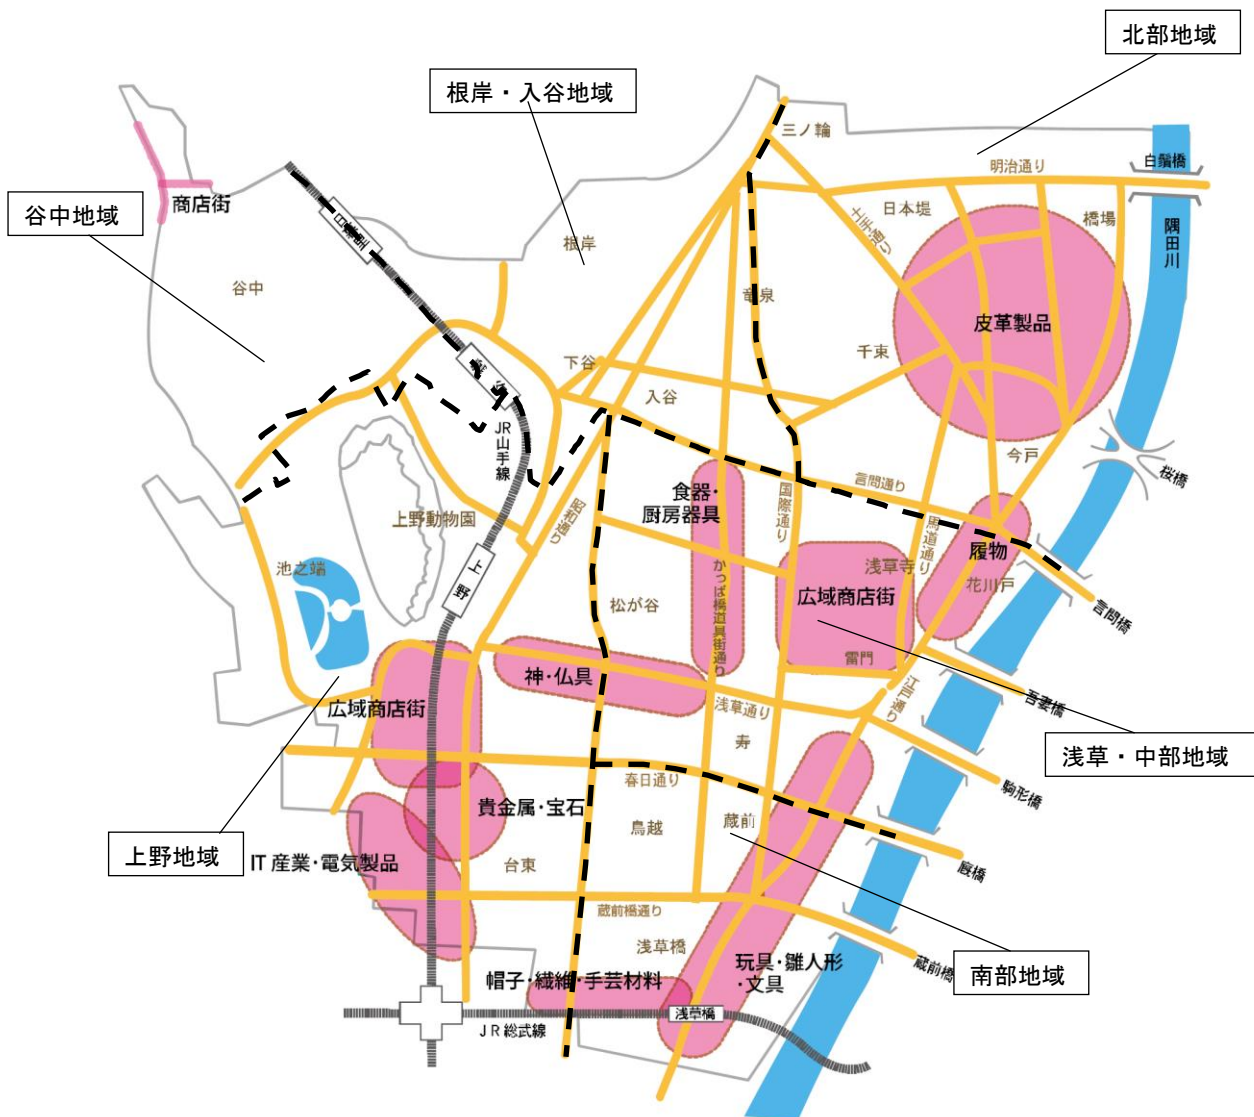 北部地域
根岸・入谷地域
三ノ輪
明治通り
白鬚橋
商店街
谷中地域
日本堤
橋場
土手通り
隅田川
根岸
谷中
竜泉
皮革製品
千束
下谷
入谷
JR山手線
今戸
桜橋
言問通り
国際通り
食器・
厨房器具
上野動物園
昭和通り
馬道通り
履物
浅草寺
花川戸
池之端
上野
かっぱ橋道具街通り
広域商店街
松が谷
言問橋
雷門
神・仏具
江戸通り
吾妻橋
広域商店街
浅草通り
寿
浅草・中部地域
春日通り
駒形橋
貴金属・宝石
鳥越
蔵前
上野地域
IT 産業・電気製品
台東
厩橋
蔵前橋通り
浅草橋
玩具・雛人形
・文具
蔵前橋
南部地域
帽子・繊維・手芸材料
浅草橋
JR総武線